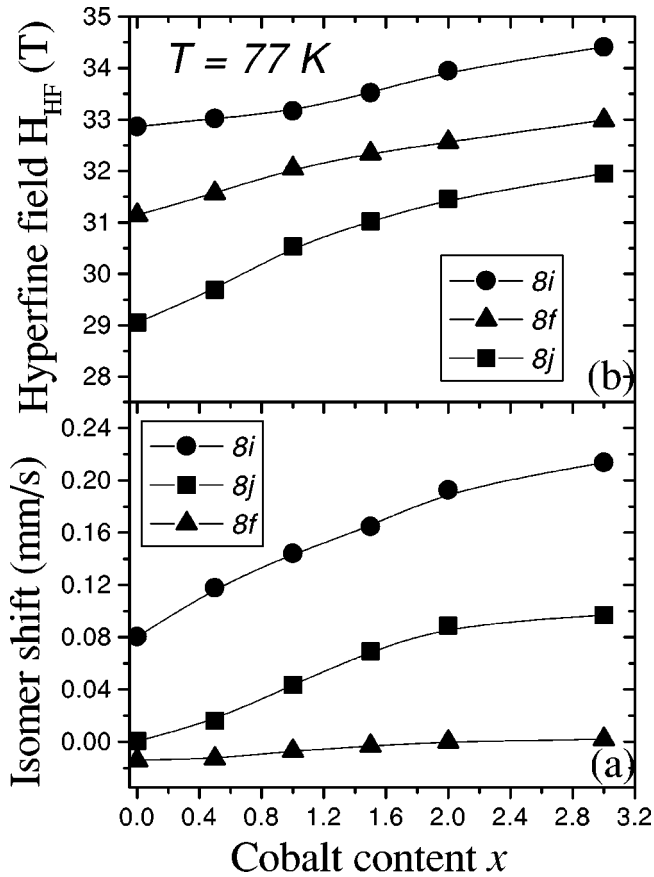 35
34
33
32
31
30
29
28
Hyperfine field H_HF (T)
T = 77 K
8i
8f
8j
(b)
0.24
0.20
0.16
0.12
0.08
0.04
0.00
Isomer shift (mm/s)
8i
8j
8f
(a)
0.0 0.4 0.8 1.2 1.6 2.0 2.4 2.8 3.2
Cobalt content x